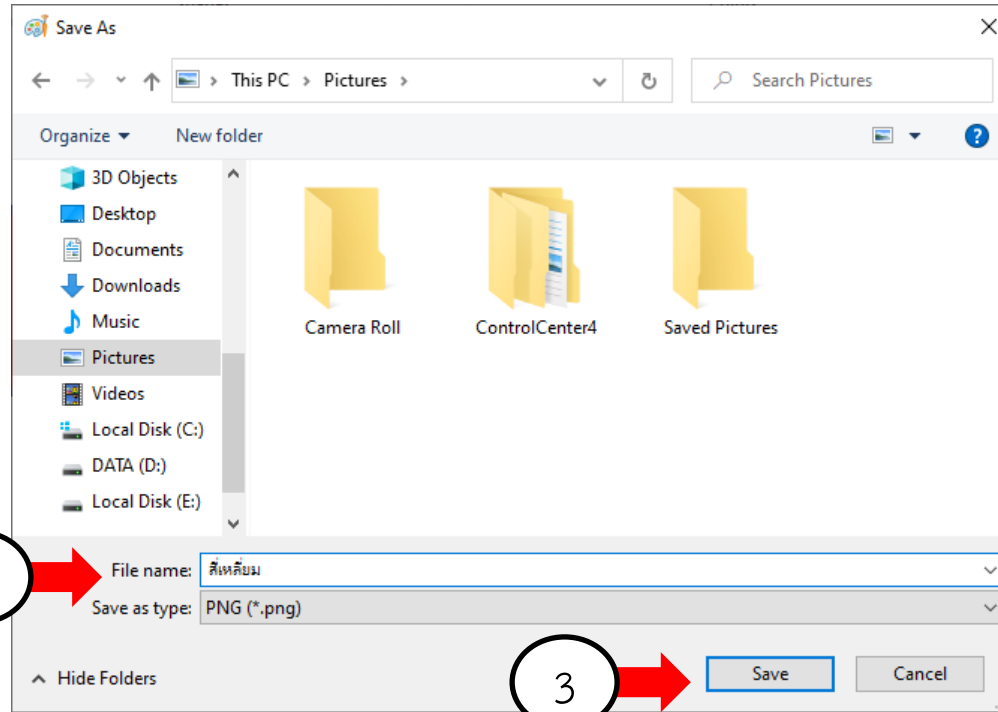 Save As
This PC > Pictures >
Search Pictures
Organize
New folder
3D Objects
Desktop
Documents
Downloads
Music
Pictures
Videos
Local Disk (C:)
DATA (D:)
Local Disk (E:)
Camera Roll
ControlCenter4
Saved Pictures
File name: สี่เหลี่ยม
Save as type: PNG (*.png)
Hide Folders
3
Save
Cancel